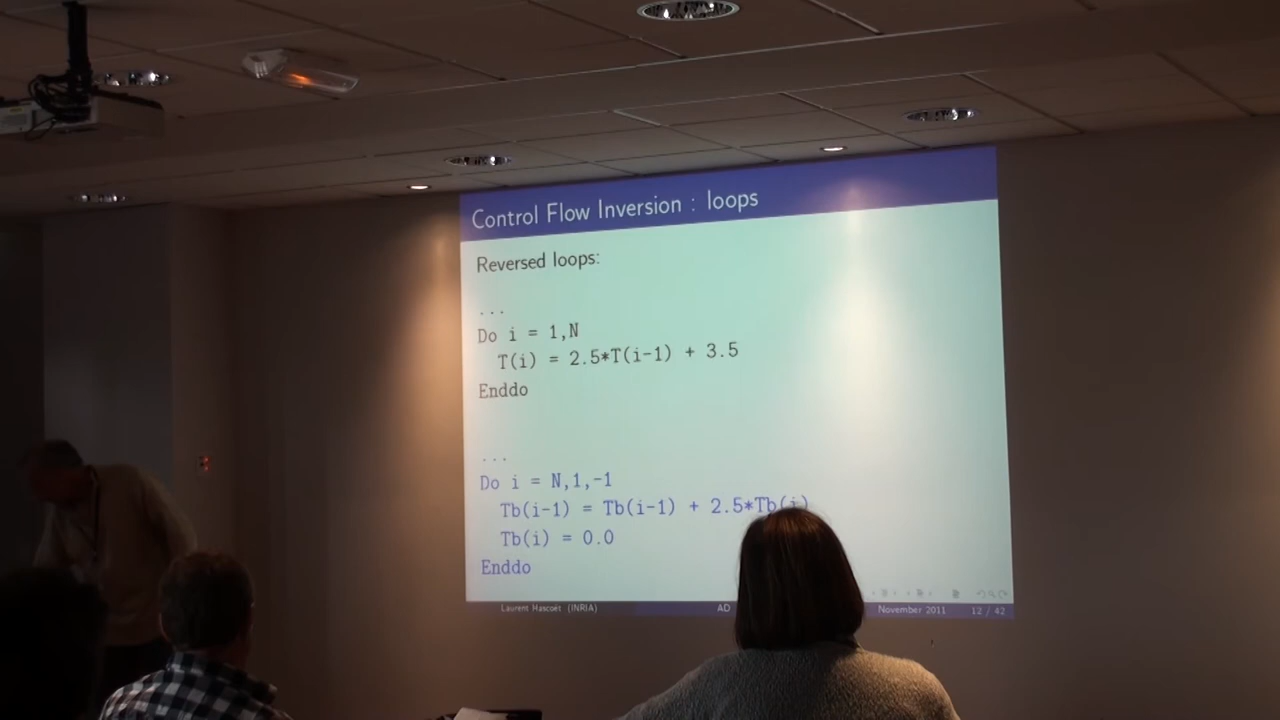 Control Flow Inversion : loops
Reversed loops:
...
Do i = 1,N
T(i) = 2.5*T(i-1) + 3.5
Enddo
...
Do i = N,1,-1
Tb(i-1) = Tb(i-1) + 2.5*Tb(i)
Tb(i) = 0.0
Enddo
Laurent Hascoët (INRIA) AD November 2011 12 / 42